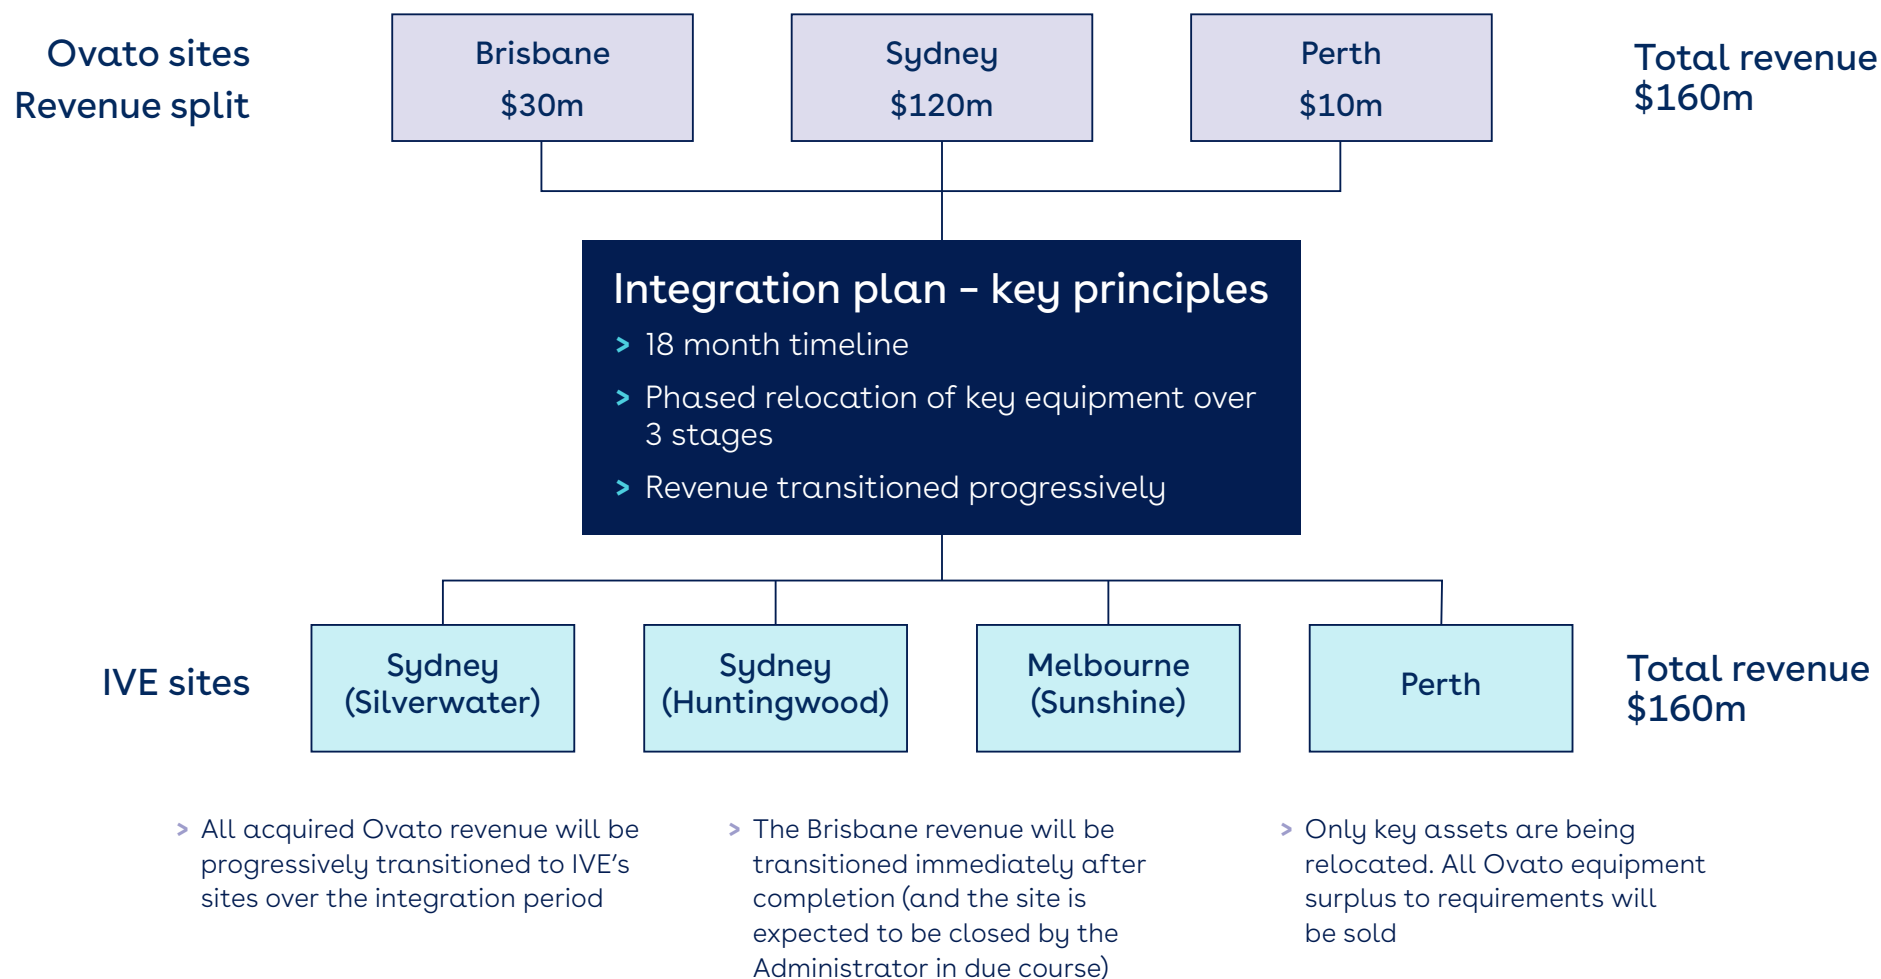 Ovato sites
Revenue split
Brisbane
$30m
Sydney
$120m
Perth
$10m
Total revenue
$160m
Integration plan – key principles
> 18 month timeline
> Phased relocation of key equipment over
3 stages
> Revenue transitioned progressively
IVE sites
Sydney
(Silverwater)
Sydney
(Huntingwood)
Melbourne
(Sunshine)
Perth
Total revenue
$160m
> All acquired Ovato revenue will be
progressively transitioned to IVE’s
sites over the integration period
> The Brisbane revenue will be
transitioned immediately after
completion (and the site is
expected to be closed by the
Administrator in due course)
> Only key assets are being
relocated. All Ovato equipment
surplus to requirements will
be sold